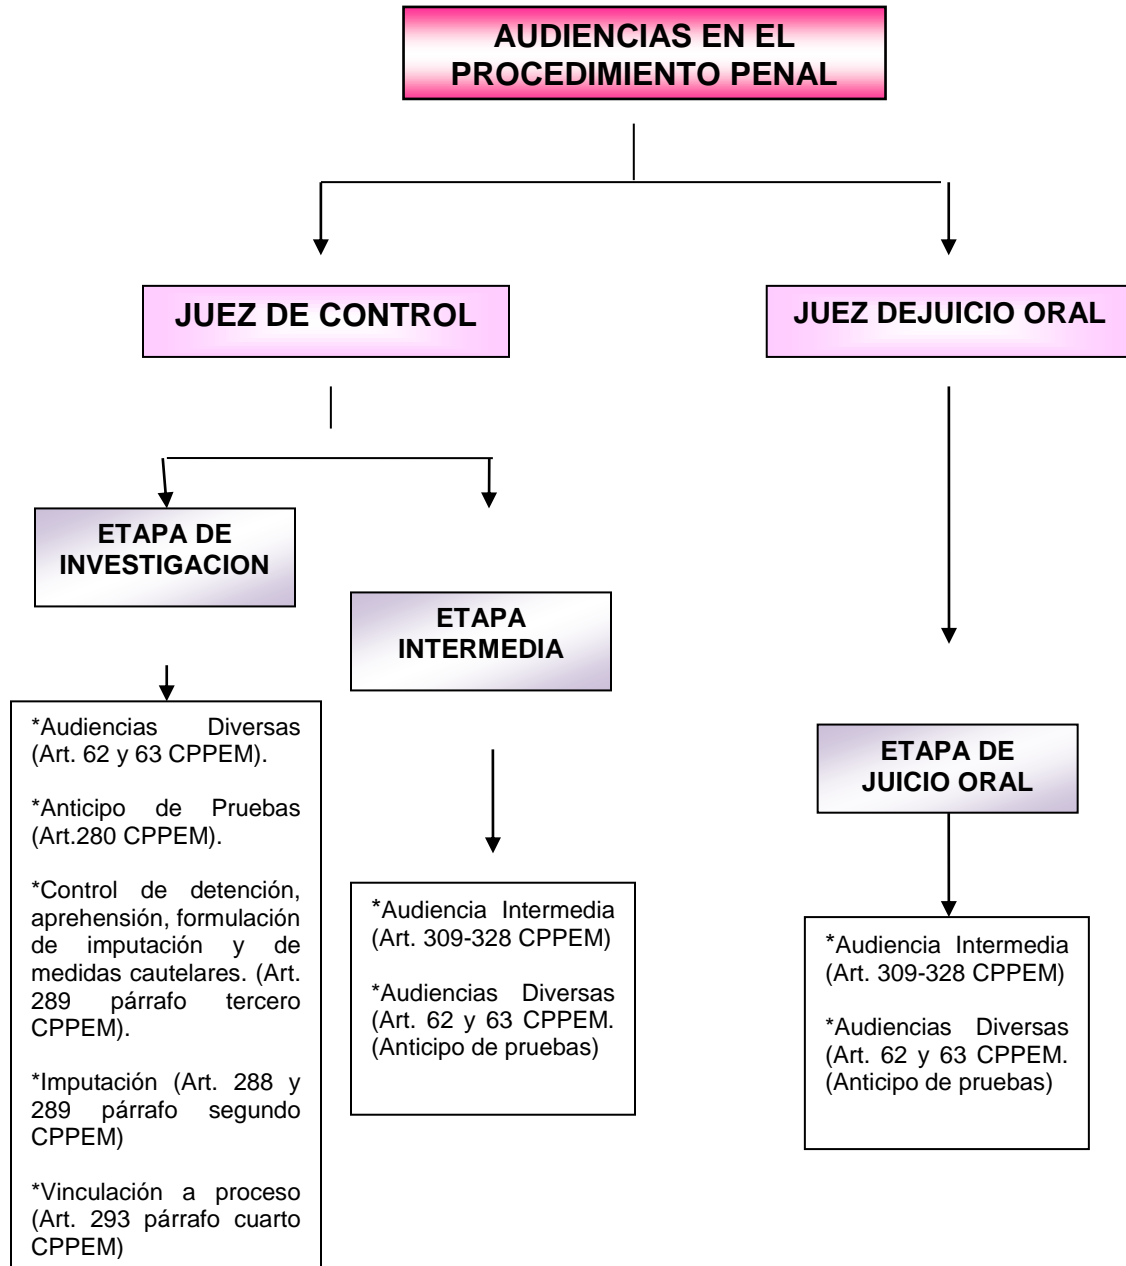 AUDIENCIAS EN EL
PROCEDIMIENTO PENAL
JUEZ DE CONTROL
JUEZ DEJUICIO ORAL
ETAPA DE
INVESTIGACION
ETAPA
INTERMEDIA
ETAPA DE
JUICIO ORAL
*Audiencias Diversas
(Art. 62 y 63 CPPEM).
*Anticipo de Pruebas
(Art.280 CPPEM).
*Control de detención,
aprehensión, formulación
de imputación y de
medidas cautelares. (Art.
289 párrafo tercero
CPPEM).
*Imputación (Art. 288 y
289 párrafo segundo
CPPEM)
*Vinculación a proceso
(Art. 293 párrafo cuarto
CPPEM)
*Audiencia Intermedia
(Art. 309-328 CPPEM)
*Audiencias Diversas
(Art. 62 y 63 CPPEM.
(Anticipo de pruebas)
*Audiencia Intermedia
(Art. 309-328 CPPEM)
*Audiencias Diversas
(Art. 62 y 63 CPPEM.
(Anticipo de pruebas)